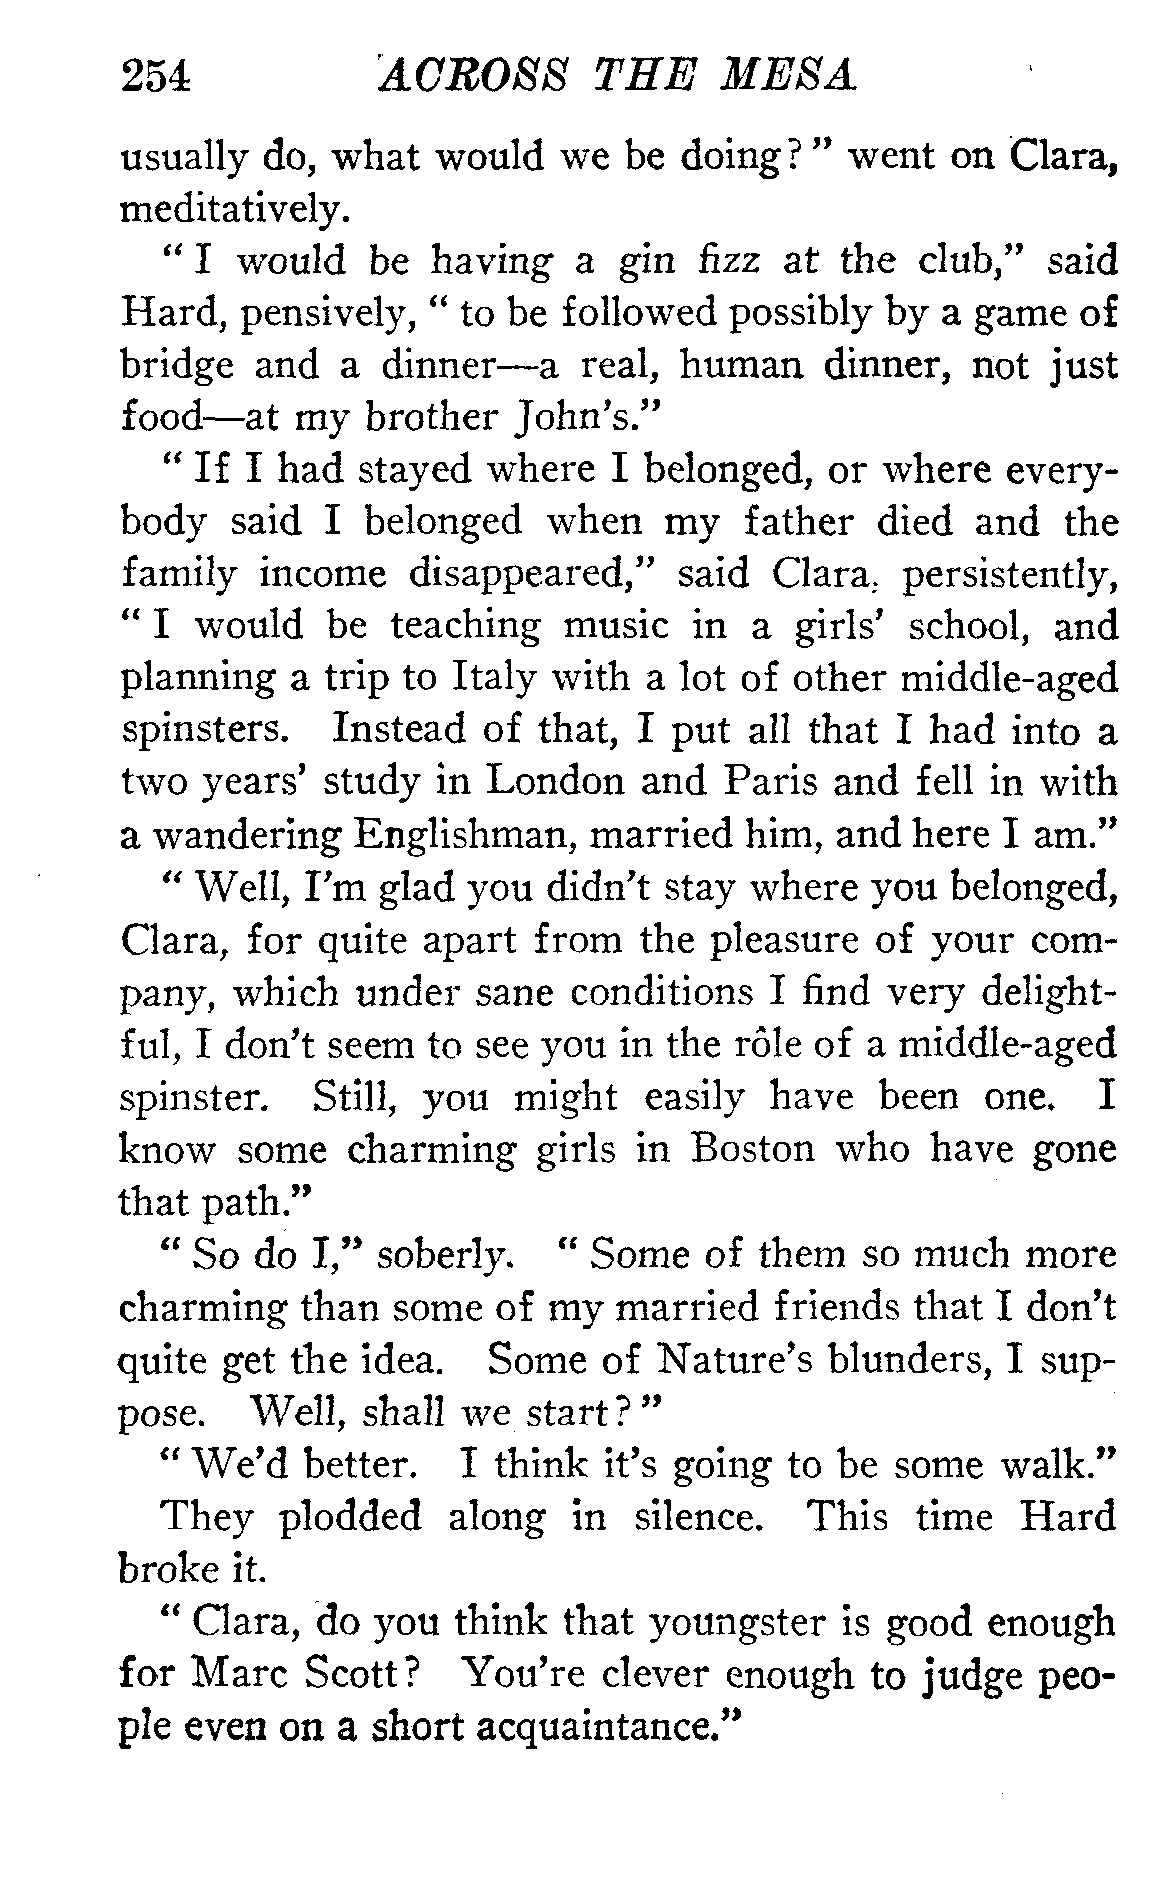 254 ACROSS THE MESA
usually do, what would we be doing?" went on Clara,
meditatively.
"I would be having a gin fizz at the club," said
Hard, pensively, "to be followed possibly by a game of
bridge and a dinner—a real, human dinner, not just
food—at my brother John's."
"If I had stayed where I belonged, or where every-
body said I belonged when my father died and the
family income disappeared," said Clara, persistently,
"I would be teaching music in a girls' school, and
planning a trip to Italy with a lot of other middle-aged
spinsters. Instead of that, I put all that I had into a
two years' study in London and Paris and fell in with
a wandering Englishman, married him, and here I am."
"Well, I'm glad you didn't stay where you belonged,
Clara, for quite apart from the pleasure of your com-
pany, which under sane conditions I find very delight-
ful, I don't seem to see you in the rôle of a middle-aged
spinster. Still, you might easily have been one. I
know some charming girls in Boston who have gone
that path."
"So do I," soberly. "Some of them so much more
charming than some of my married friends that I don't
quite get the idea. Some of Nature's blunders, I sup-
pose. Well, shall we start?"
"We'd better. I think it's going to be some walk."
They plodded along in silence. This time Hard
broke it.
"Clara, do you think that youngster is good enough
for Marc Scott? You're clever enough to judge peo-
ple even on a short acquaintance."